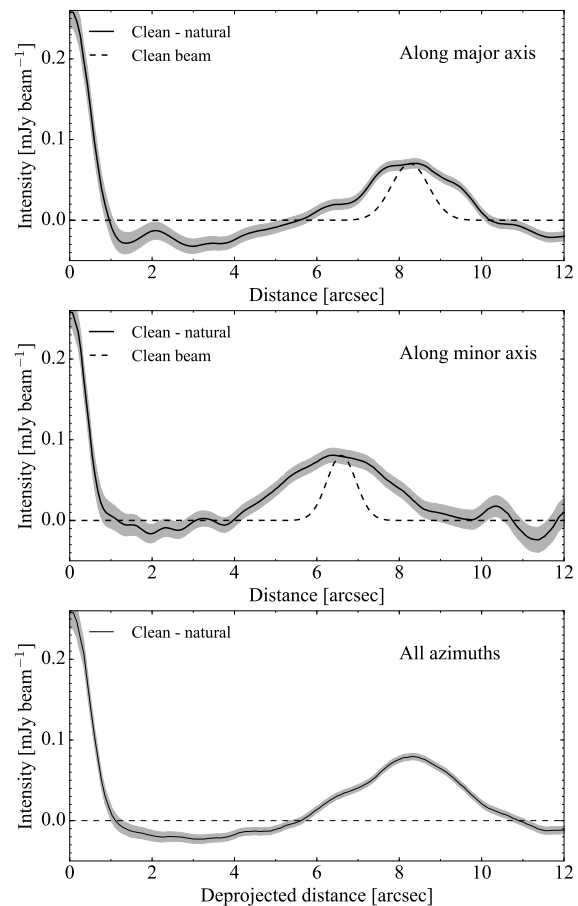 Clean - natural
Clean beam
Along major axis
Intensity [mJy beam⁻¹]
0.2
0.1
0.0
0 2 4 6 8 10 12
Distance [arcsec]
Clean - natural
Clean beam
Along minor axis
Intensity [mJy beam⁻¹]
0.2
0.1
0.0
0 2 4 6 8 10 12
Distance [arcsec]
Clean - natural
All azimuths
Intensity [mJy beam⁻¹]
0.2
0.1
0.0
0 2 4 6 8 10 12
Deprojected distance [arcsec]